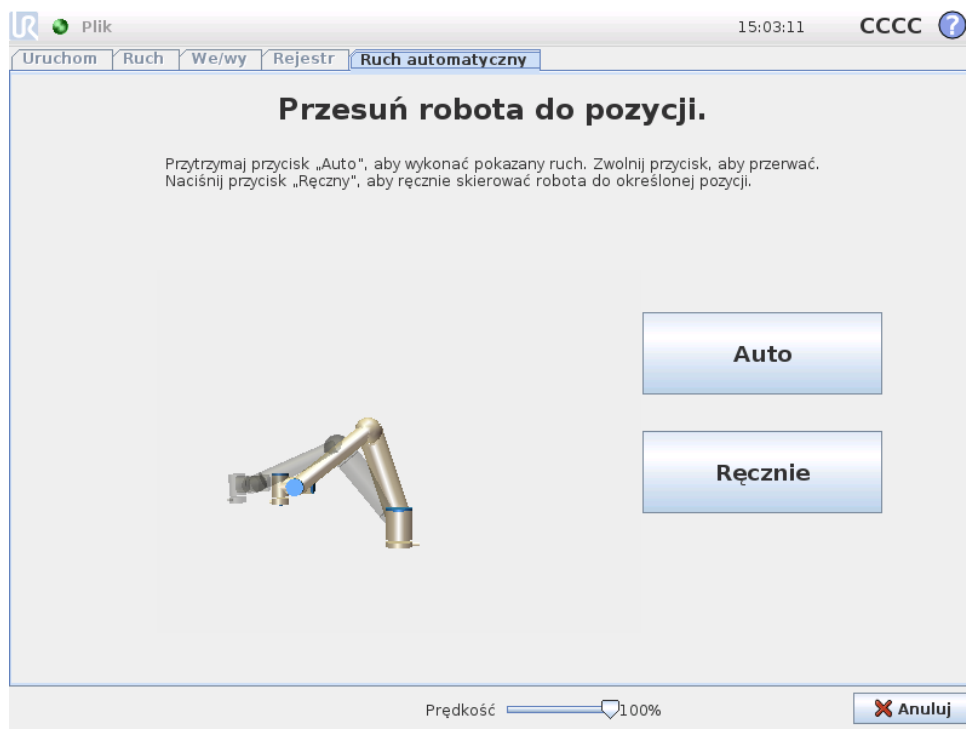 UR Plik 15:03:11 CCCC ?
Uruchom Ruch We/wy Rejestr Ruch automatyczny
Przesuń robota do pozycji.
Przytrzymaj przycisk „Auto", aby wykonać pokazany ruch. Zwolnij przycisk, aby przerwać.
Naciśnij przycisk „Ręczny", aby ręcznie skierować robota do określonej pozycji.
Auto
Ręcznie
Prędkość 100% Anuluj